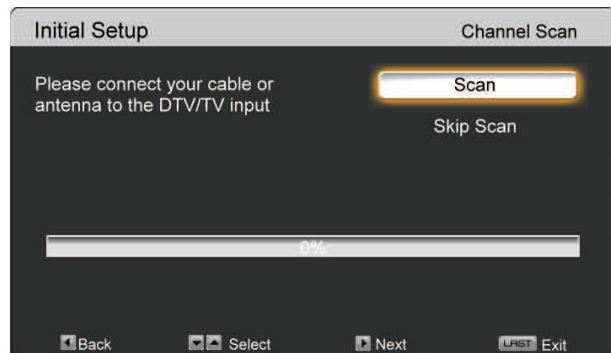 Initial Setup
Channel Scan
Please connect your cable or
antenna to the DTV/TV input
Scan
Skip Scan
0%
Back Select Next LAST Exit